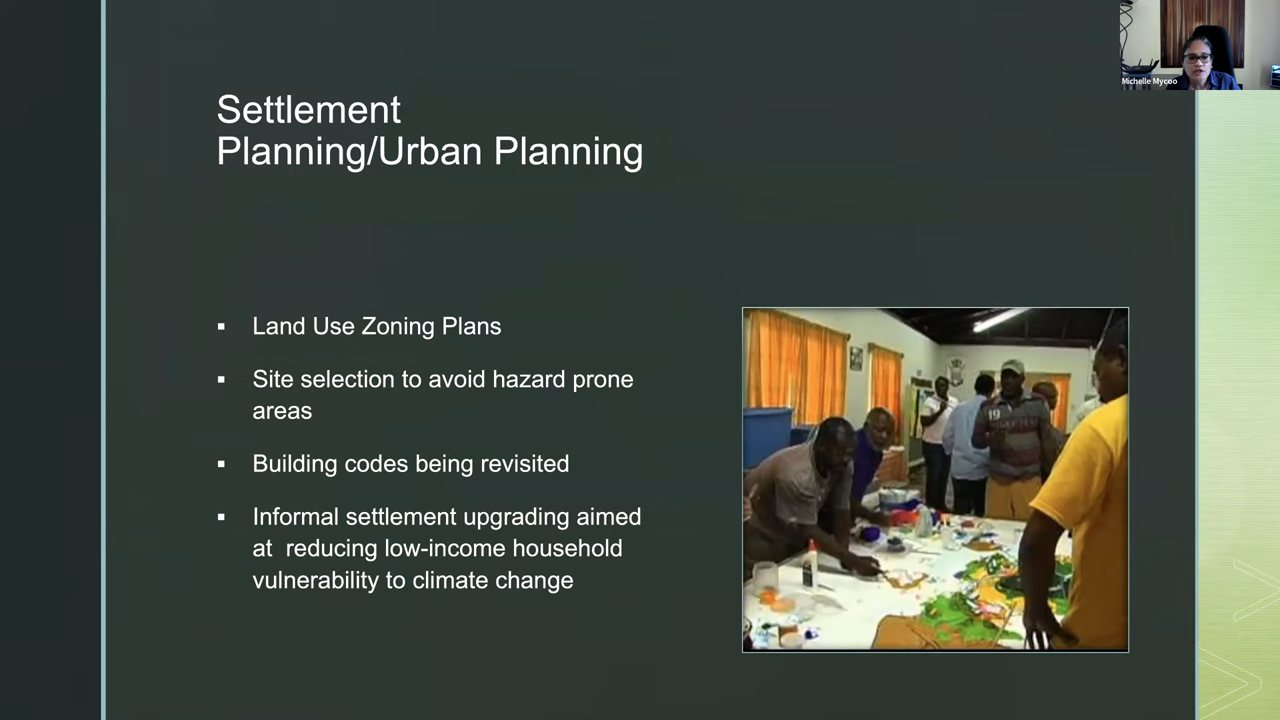 Michelle Mycoo
Settlement
Planning/Urban Planning
▪ Land Use Zoning Plans
▪ Site selection to avoid hazard prone
areas
▪ Building codes being revisited
▪ Informal settlement upgrading aimed
at reducing low-income household
vulnerability to climate change
19